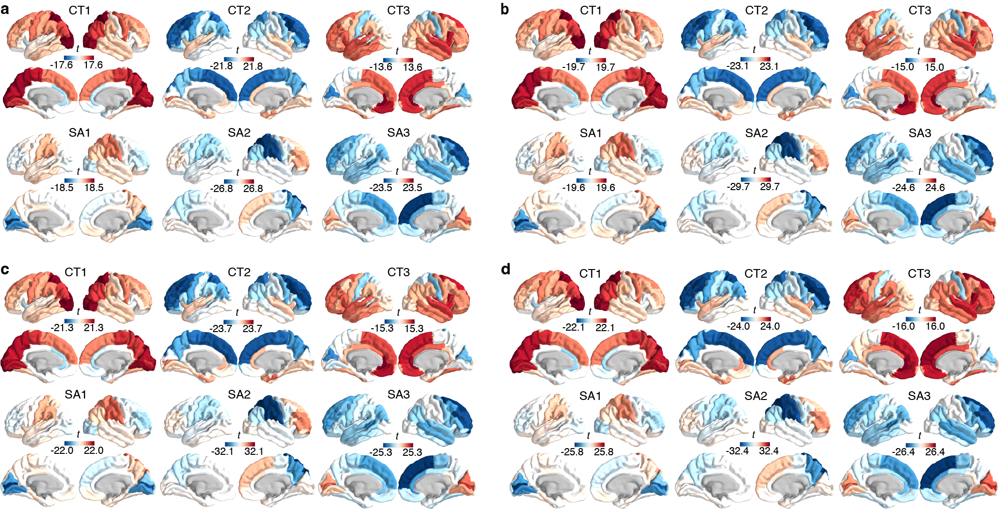 a
CT1
CT2
CT3
t
t
t
-17.6 17.6
-21.8 21.8
-13.6 13.6
SA1
SA2
SA3
t
t
t
-18.5 18.5
-26.8 26.8
-23.5 23.5
b
CT1
CT2
CT3
t
t
t
-19.7 19.7
-23.1 23.1
-15.0 15.0
SA1
SA2
SA3
t
t
t
-19.6 19.6
-29.7 29.7
-24.6 24.6
c
CT1
CT2
CT3
t
t
t
-21.3 21.3
-23.7 23.7
-15.3 15.3
SA1
SA2
SA3
t
t
t
-22.0 22.0
-32.1 32.1
-25.3 25.3
d
CT1
CT2
CT3
t
t
t
-22.1 22.1
-24.0 24.0
-16.0 16.0
SA1
SA2
SA3
t
t
t
-25.8 25.8
-32.4 32.4
-26.4 26.4